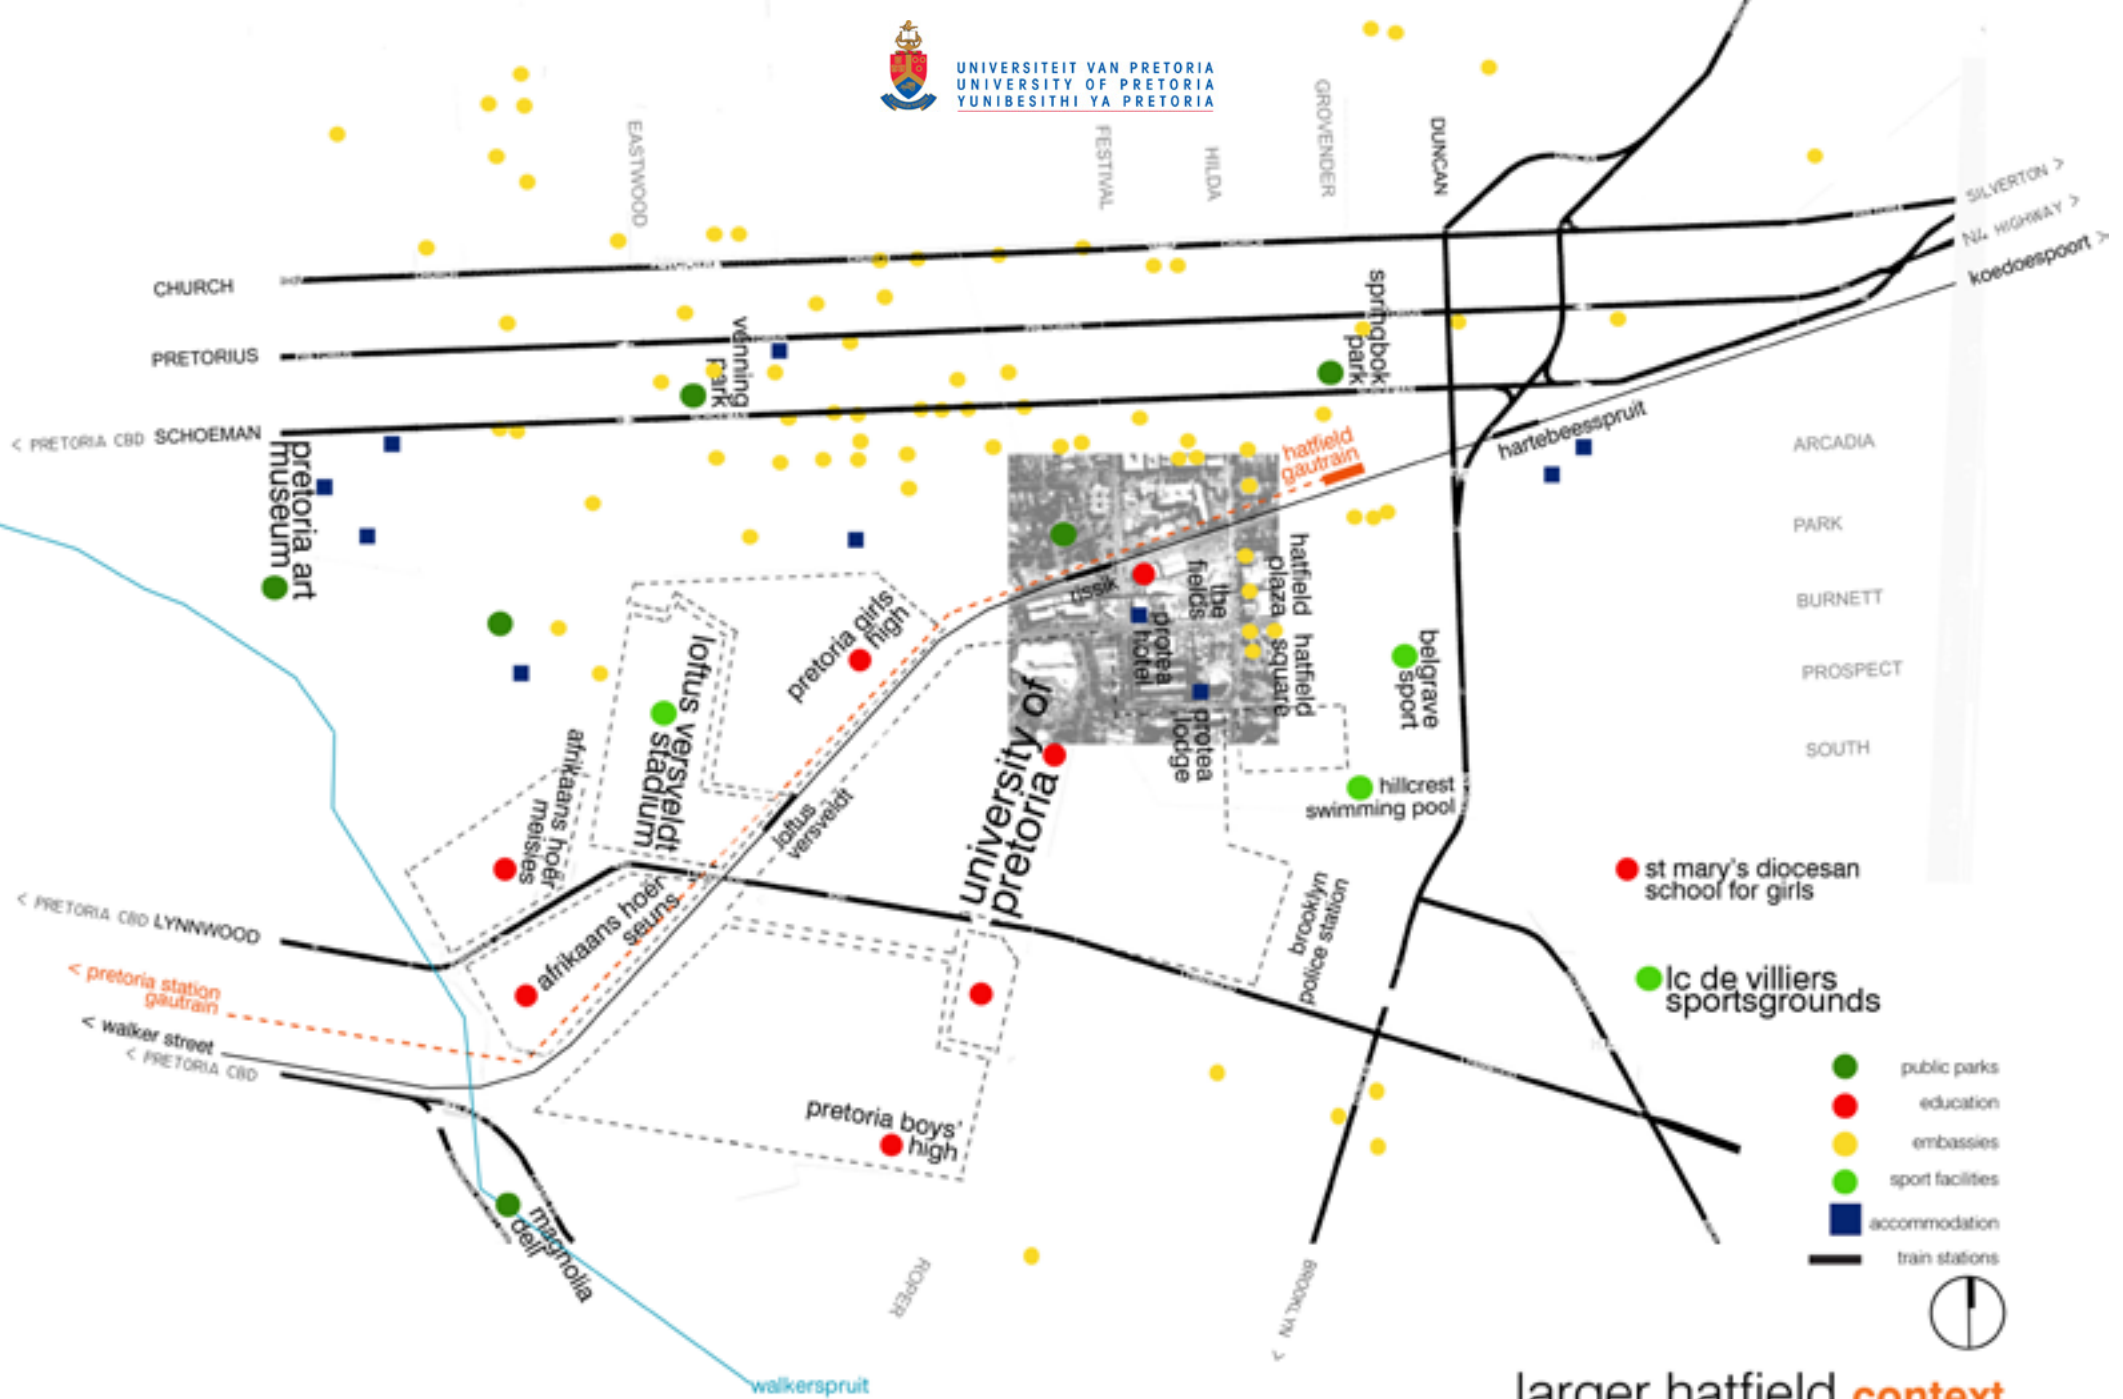 UNIVERSITEIT VAN PRETORIA
UNIVERSITY OF PRETORIA
YUNIBESITHI YA PRETORIA
EASTWOOD
FESTIVAL
HILDA
GROVENDER
DUNCAN
SILVERTON >
N4 HIGHWAY >
koedoespoort >
CHURCH
PRETORIUS
< PRETORIA CBD SCHOEMAN
venning
park
springbok
park
hartebeesspruit
hatfield
gautrain
ARCADIA
PARK
BURNETT
PROSPECT
SOUTH
pretoria art
museum
rissik
the
fields
hatfield
plaza
protea
hotel
hatfield
square
protea
lodge
pretoria girls
high
loftus versveldt
stadium
belgrave
sport
hillcrest
swimming pool
afrikaans hoër
meisies
loftus
versveldt
university of
pretoria
st mary's diocesan
school for girls
brooklyn
police station
afrikaans hoër
seuns
< PRETORIA CBD LYNNWOOD
< pretoria station
gautrain
< walker street
< PRETORIA CBD
lc de villiers
sportsgrounds
pretoria boys'
high
magnolia
dell
ROPER
BROOKLYN >
walkerspruit
public parks
education
embassies
sport facilities
accommodation
train stations
larger hatfield context